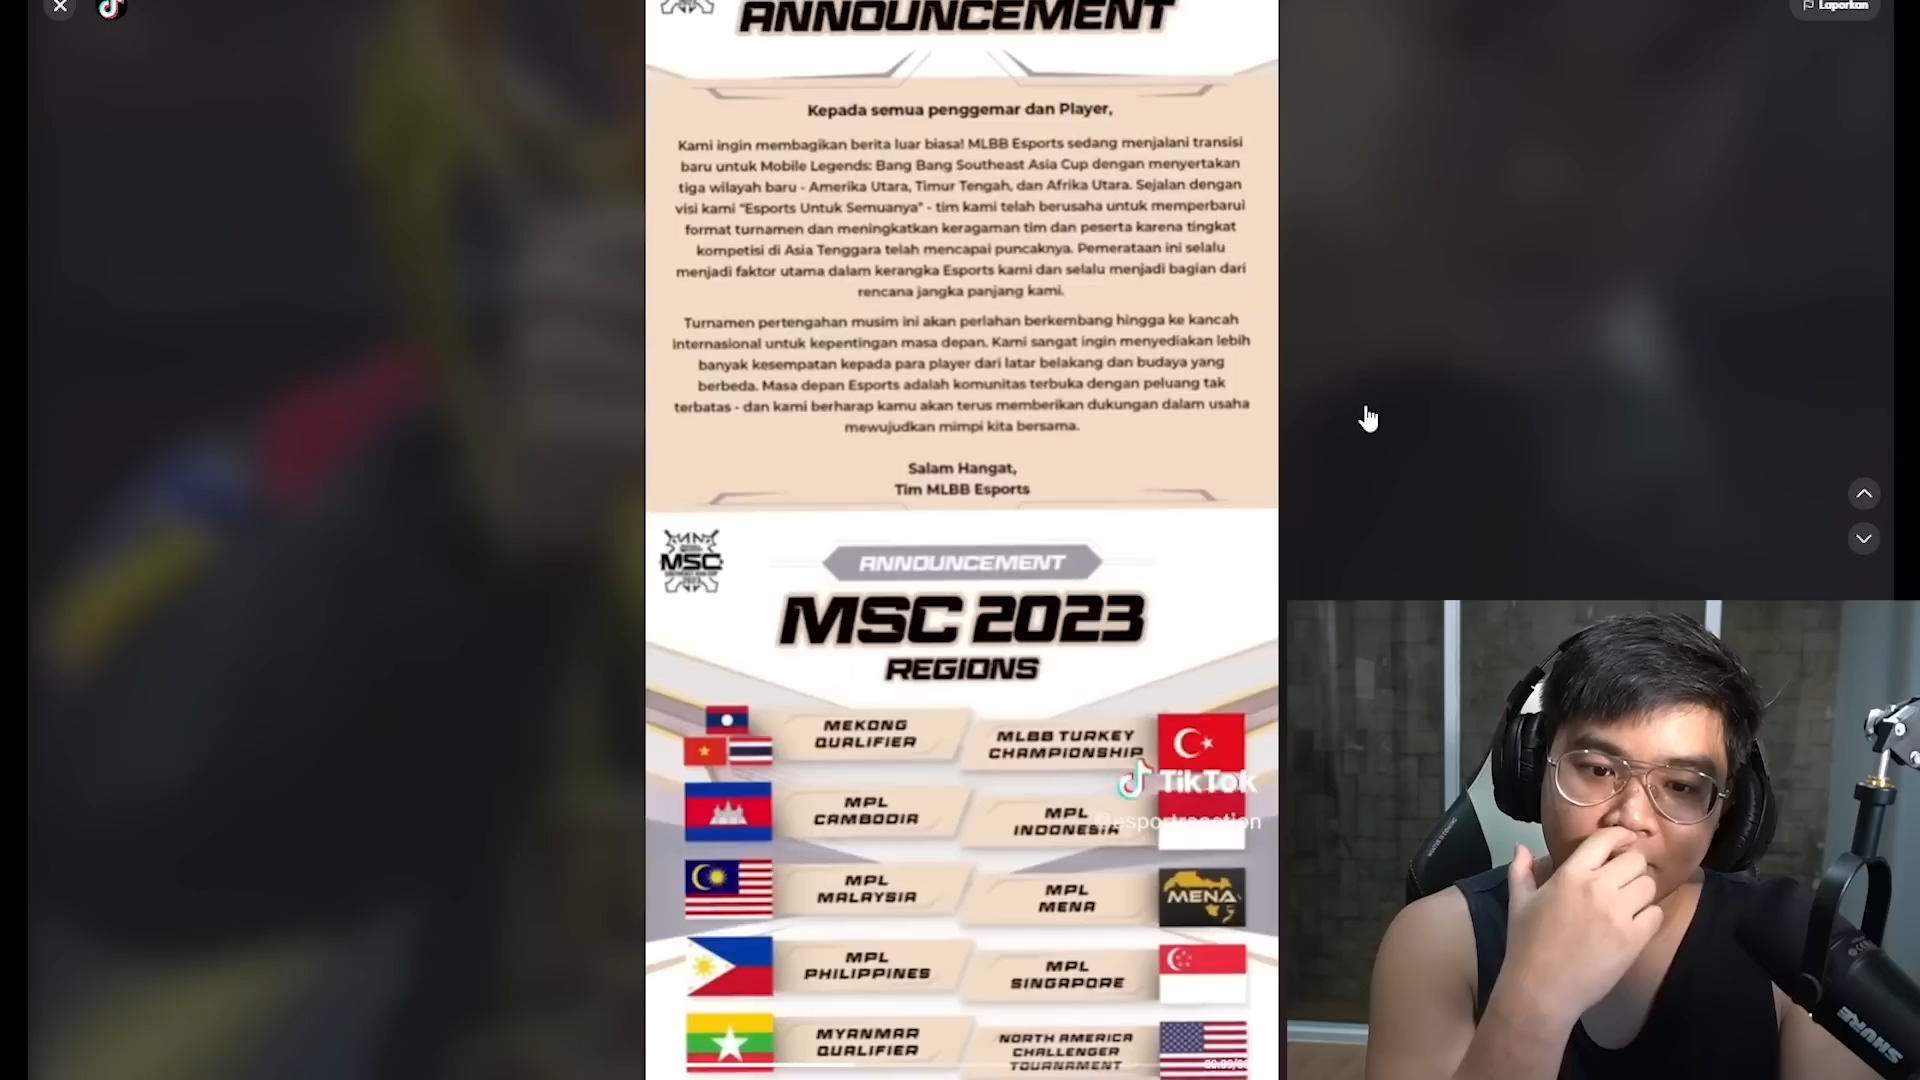 Laporkan
ANNOUNCEMENT
Kepada semua penggemar dan Player,
Kami ingin membagikan berita luar biasa! MLBB Esports sedang menjalani transisi
baru untuk Mobile Legends: Bang Bang Southeast Asia Cup dengan menyertakan
tiga wilayah baru - Amerika Utara, Timur Tengah, dan Afrika Utara. Sejalan dengan
visi kami "Esports Untuk Semuanya" - tim kami telah berusaha untuk memperbarui
format turnamen dan meningkatkan keragaman tim dan peserta karena tingkat
kompetisi di Asia Tenggara telah mencapai puncaknya. Pemerataan ini selalu
menjadi faktor utama dalam kerangka Esports kami dan selalu menjadi bagian dari
rencana jangka panjang kami.
Turnamen pertengahan musim ini akan perlahan berkembang hingga ke kancah
internasional untuk kepentingan masa depan. Kami sangat ingin menyediakan lebih
banyak kesempatan kepada para player dari latar belakang dan budaya yang
berbeda. Masa depan Esports adalah komunitas terbuka dengan peluang tak
terbatas - dan kami berharap kamu akan terus memberikan dukungan dalam usaha
mewujudkan mimpi kita bersama.
Salam Hangat,
Tim MLBB Esports
MSC
ANNOUNCEMENT
MSC 2023
REGIONS
MEKONG
QUALIFIER
MLBB TURKEY
CHAMPIONSHIP
TikTok
@esportreaction
MPL
CAMBODIA
MPL
INDONESIA
MPL
MALAYSIA
MPL
MENA
MENA
MPL
PHILIPPINES
MPL
SINGAPORE
MYANMAR
QUALIFIER
NORTH AMERICA
CHALLENGER
TOURNAMENT
SHURE